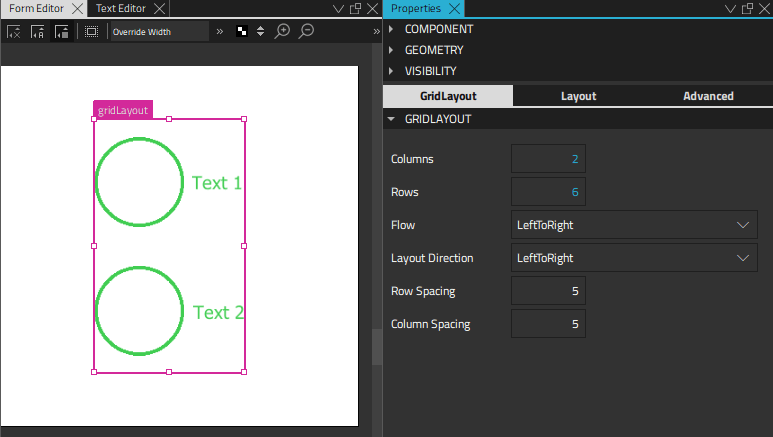 Form Editor Text Editor
Override Width
gridLayout
Text 1
Text 2
Properties
COMPONENT
GEOMETRY
VISIBILITY
GridLayout Layout Advanced
GRIDLAYOUT
Columns 2
Rows 6
Flow LeftToRight
Layout Direction LeftToRight
Row Spacing 5
Column Spacing 5